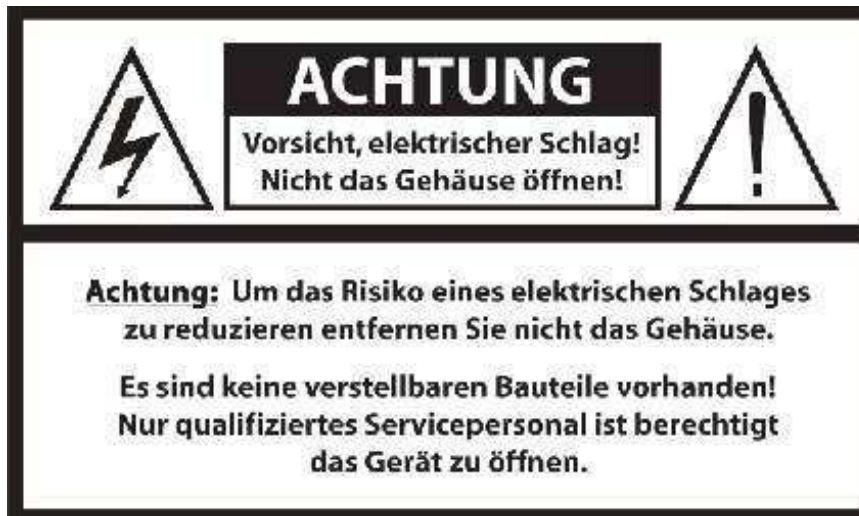 ACHTUNG
Vorsicht, elektrischer Schlag!
Nicht das Gehäuse öffnen!
Achtung: Um das Risiko eines elektrischen Schlages
zu reduzieren entfernen Sie nicht das Gehäuse.
Es sind keine verstellbaren Bauteile vorhanden!
Nur qualifiziertes Servicepersonal ist berechtigt
das Gerät zu öffnen.